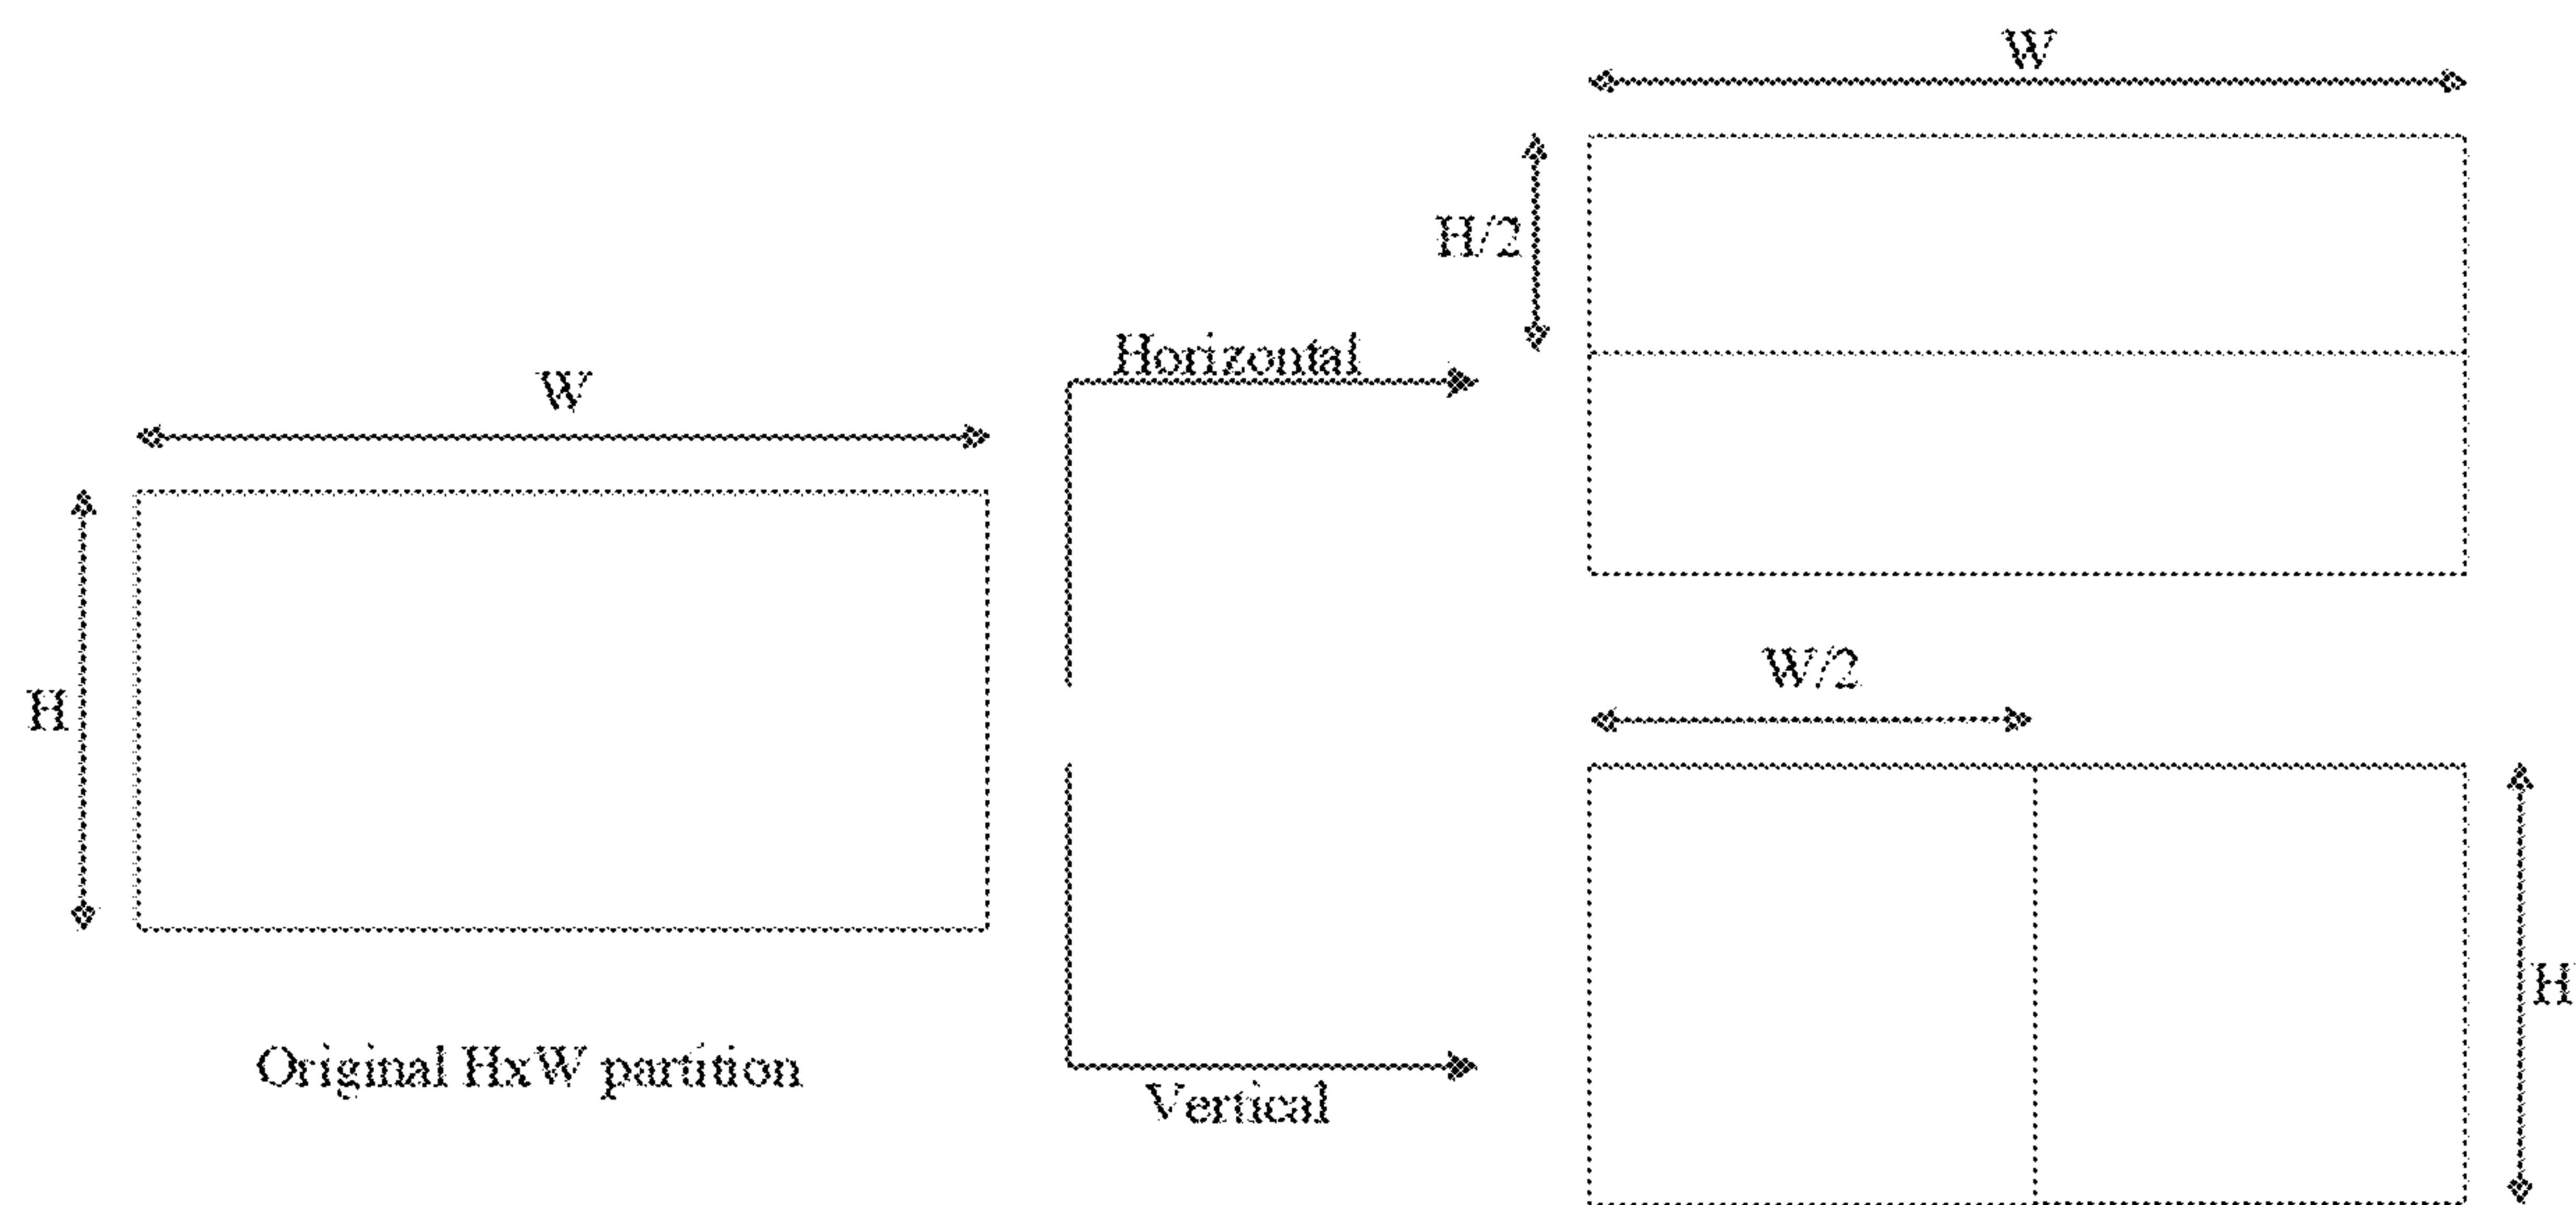 W
H/2
Horizontal
W
H
W/2
H
Original HxW partition
Vertical